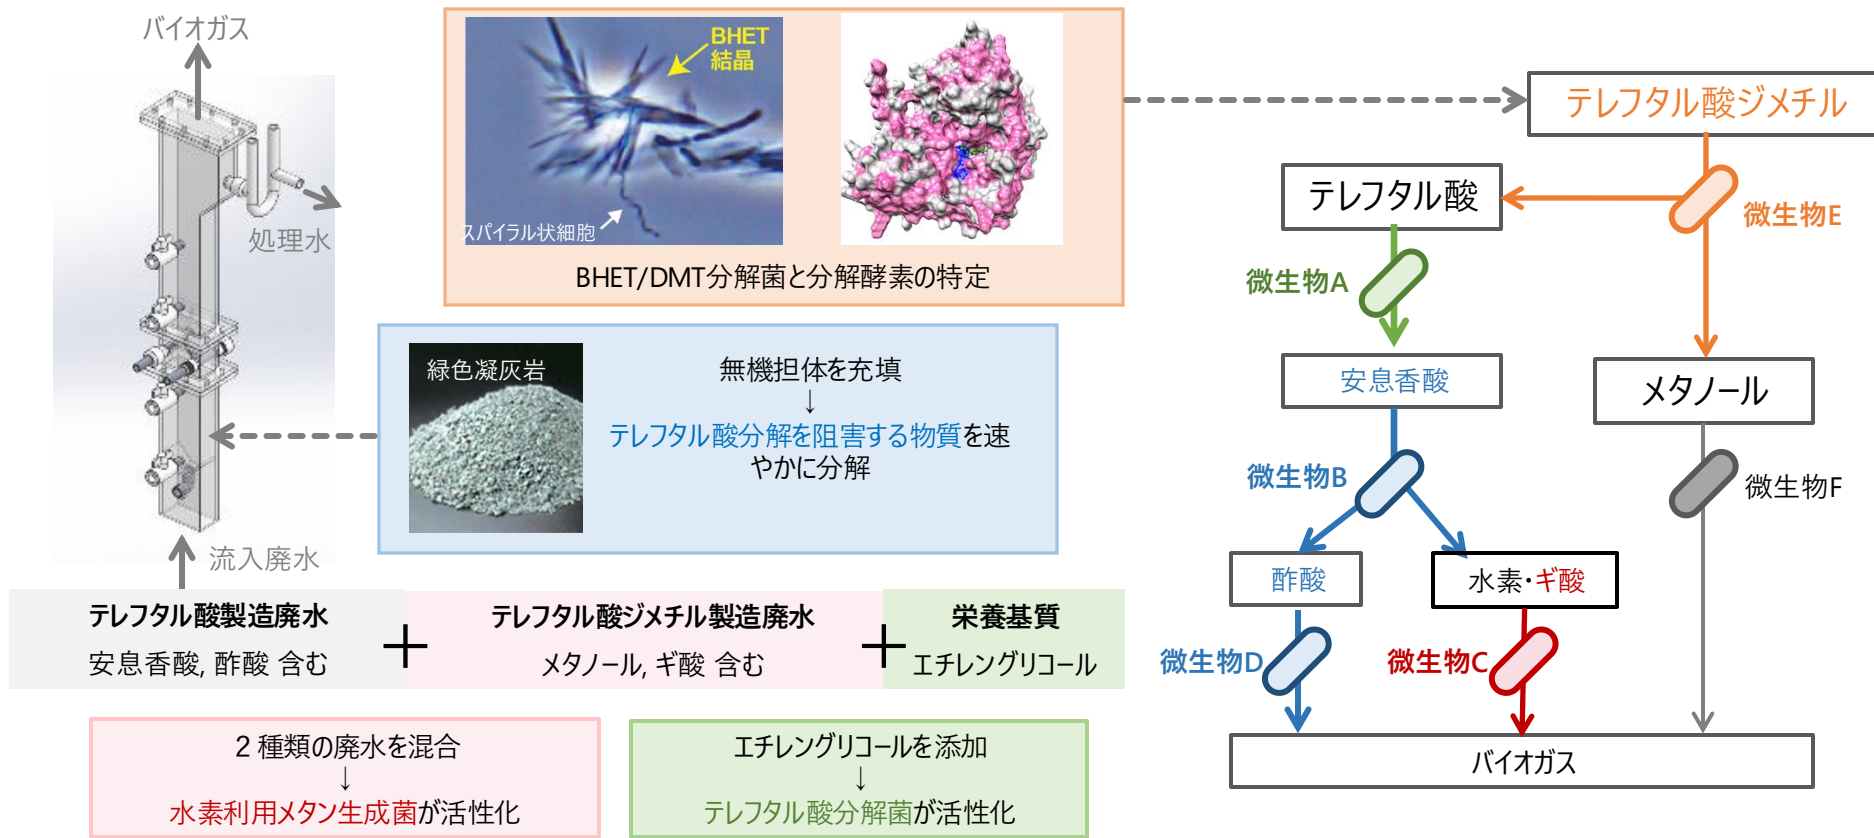 バイオガス
処理水
流入廃水
BHET
結晶
スパイラル状細胞
BHET/DMT分解菌と分解酵素の特定
緑色凝灰岩
無機担体を充填
↓
テレフタル酸分解を阻害する物質を速
やかに分解
テレフタル酸製造廃水
安息香酸, 酢酸 含む
+
テレフタル酸ジメチル製造廃水
メタノール, ギ酸 含む
+
栄養基質
エチレングリコール
2 種類の廃水を混合
↓
水素利用メタン生成菌が活性化
エチレングリコールを添加
↓
テレフタル酸分解菌が活性化
テレフタル酸ジメチル
テレフタル酸
微生物E
微生物A
安息香酸
メタノール
微生物B
微生物F
酢酸
水素・ギ酸
微生物D
微生物C
バイオガス